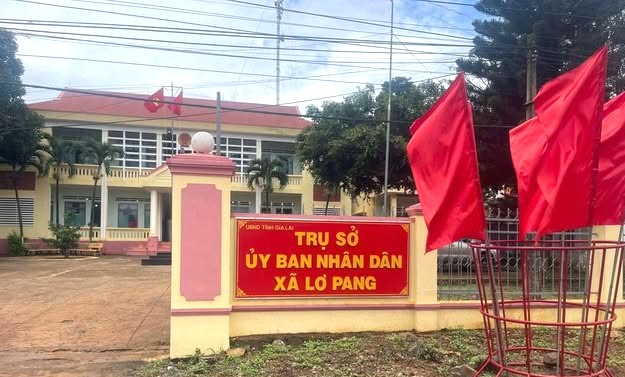 UBND TỈNH GIA LAI
TRỤ SỞ
ỦY BAN NHÂN DÂN
XÃ LƠ PANG